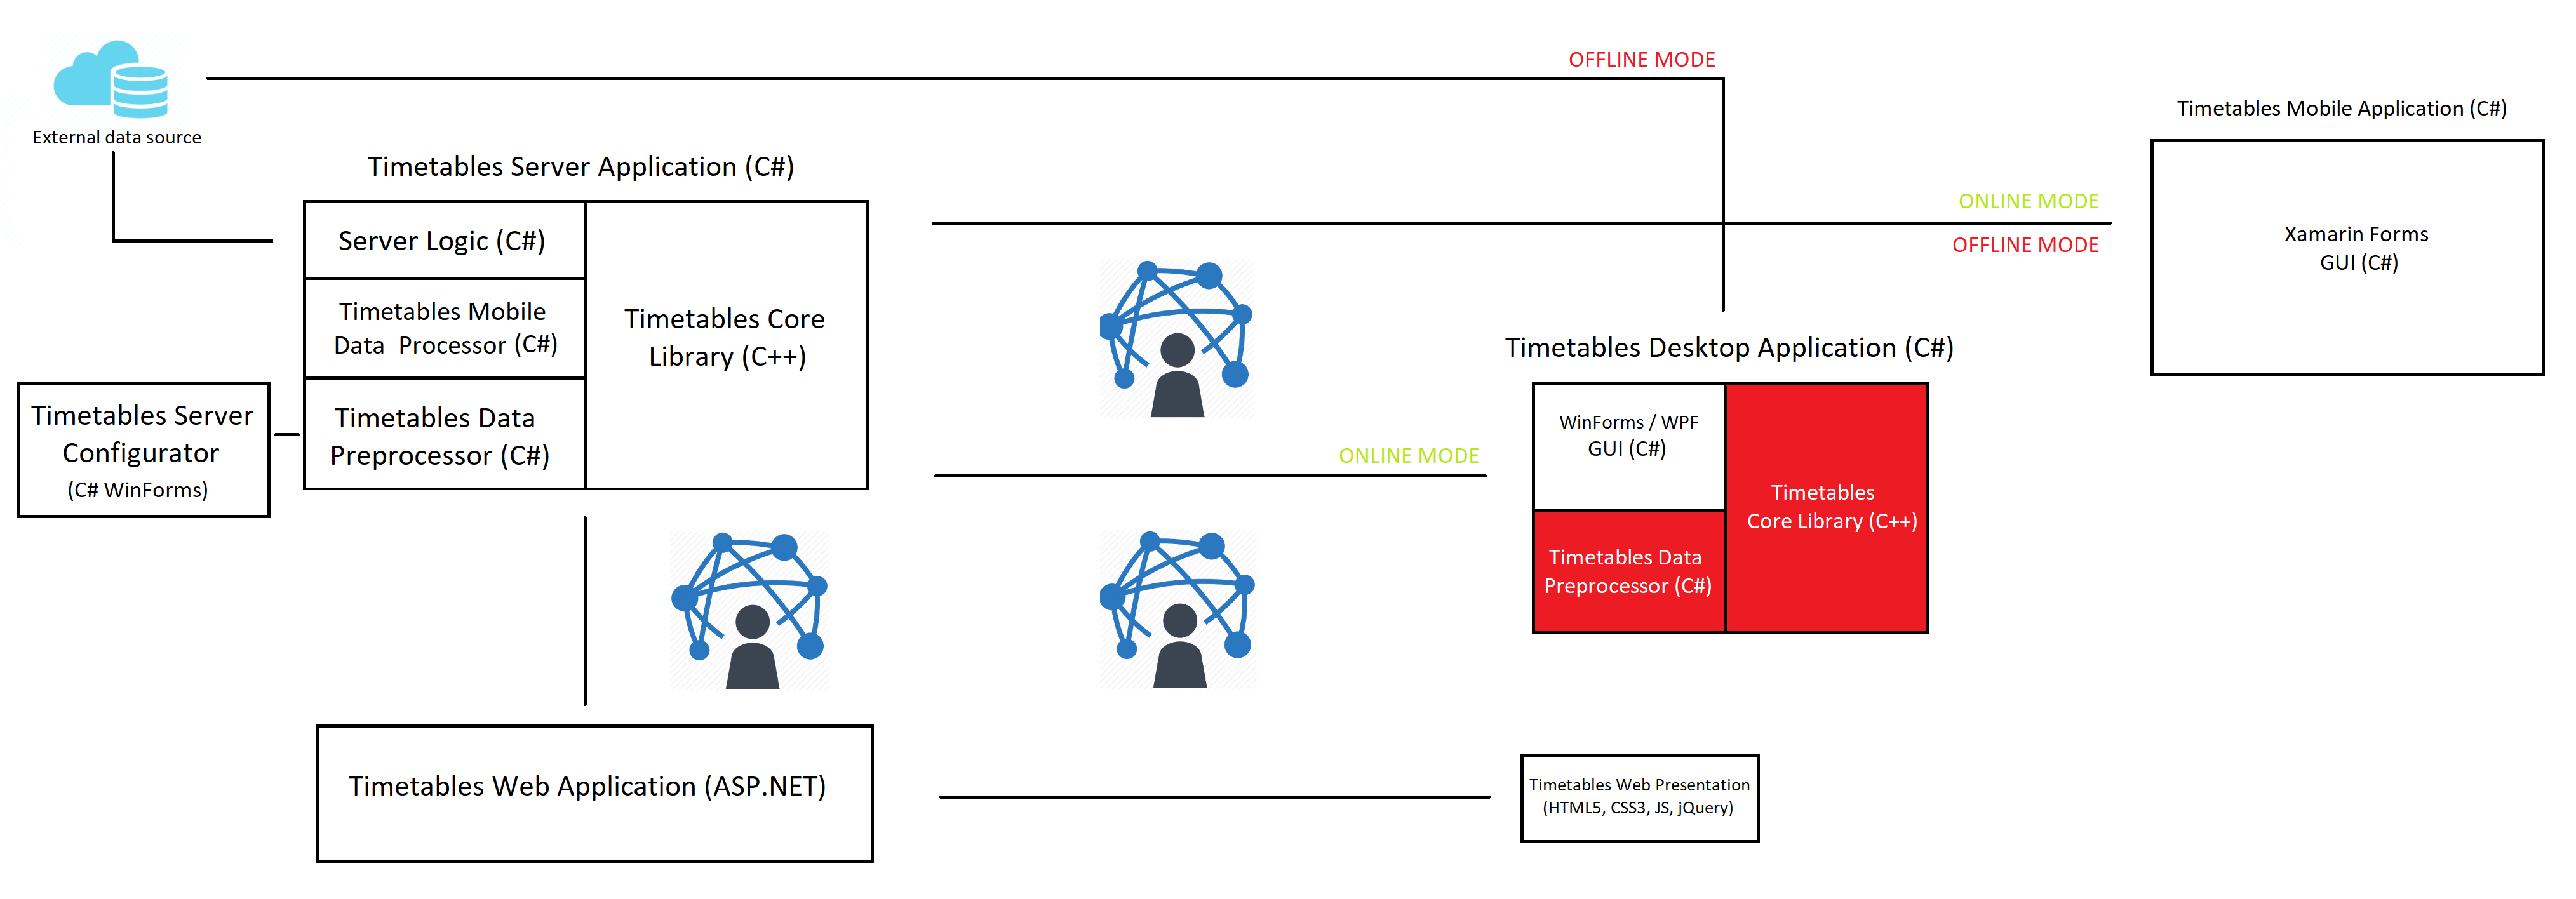 OFFLINE MODE
External data source
Timetables Mobile Application (C#)
Timetables Server Application (C#)
ONLINE MODE
OFFLINE MODE
Server Logic (C#)
Timetables Mobile
Data Processor (C#)
Timetables Data
Preprocessor (C#)
Timetables Core
Library (C++)
Xamarin Forms
GUI (C#)
Timetables Server
Configurator
(C# WinForms)
Timetables Desktop Application (C#)
ONLINE MODE
WinForms / WPF
GUI (C#)
Timetables Data
Preprocessor (C#)
Timetables
Core Library (C++)
Timetables Web Application (ASP.NET)
Timetables Web Presentation
(HTML5, CSS3, JS, jQuery)